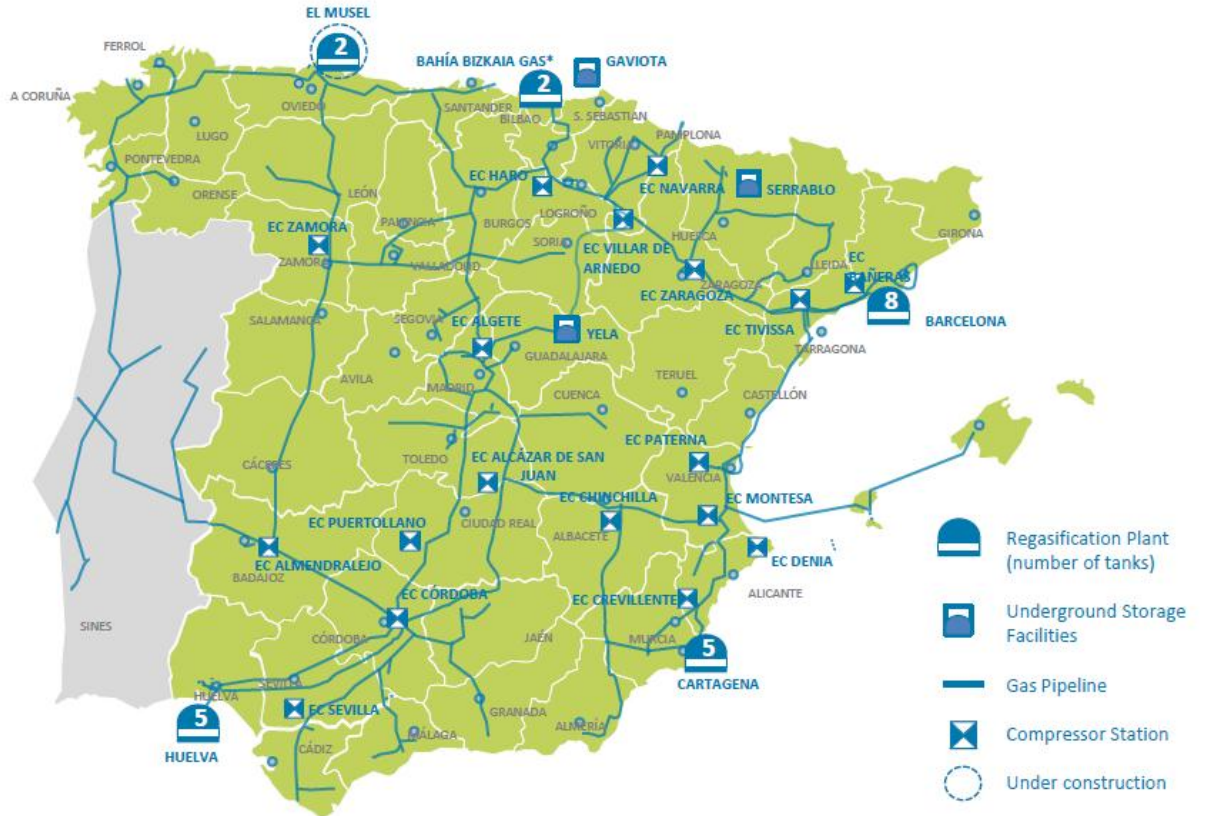 EL MUSEL
2
FERROL
BAHÍA BIZKAIA GAS*
GAVIOTA
2
A CORUÑA
OVIEDO
SANTANDER
BILBAO
S. SEBASTIAN
LUGO
VITORIA
PAMPLONA
PONTEVEDRA
EC HARO
EC NAVARRA
SERRABLO
ORENSE
LEÓN
LOGROÑO
EC ZAMORA
PALENCIA
BURGOS
HUESCA
GIRONA
SORIA
EC VILLAR DE
ARNEDO
ZAMORA
VALLADOLID
LLEIDA
EC
BAÑERAS
ZARAGOZA
EC ZARAGOZA
8
BARCELONA
SALAMANCA
SEGOVIA
EC ALGETE
YELA
EC TIVISSA
TARRAGONA
GUADALAJARA
AVILA
MADRID
TERUEL
CUENCA
CASTELLÓN
TOLEDO
EC PATERNA
CÁCERES
EC ALCÁZAR DE SAN
JUAN
VALENCIA
EC CHINCHILLA
EC MONTESA
EC PUERTOLLANO
CIUDAD REAL
ALBACETE
EC ALMENDRALEJO
BADAJOZ
EC DENIA
EC CÓRDOBA
EC CREVILLENTE
ALICANTE
SINES
CÓRDOBA
JAÉN
MURCIA
5
CARTAGENA
SEVILLA
HUELVA
EC SEVILLA
GRANADA
ALMERÍA
5
HUELVA
CÁDIZ
MÁLAGA
Regasification Plant
(number of tanks)
Underground Storage
Facilities
Gas Pipeline
Compressor Station
Under construction